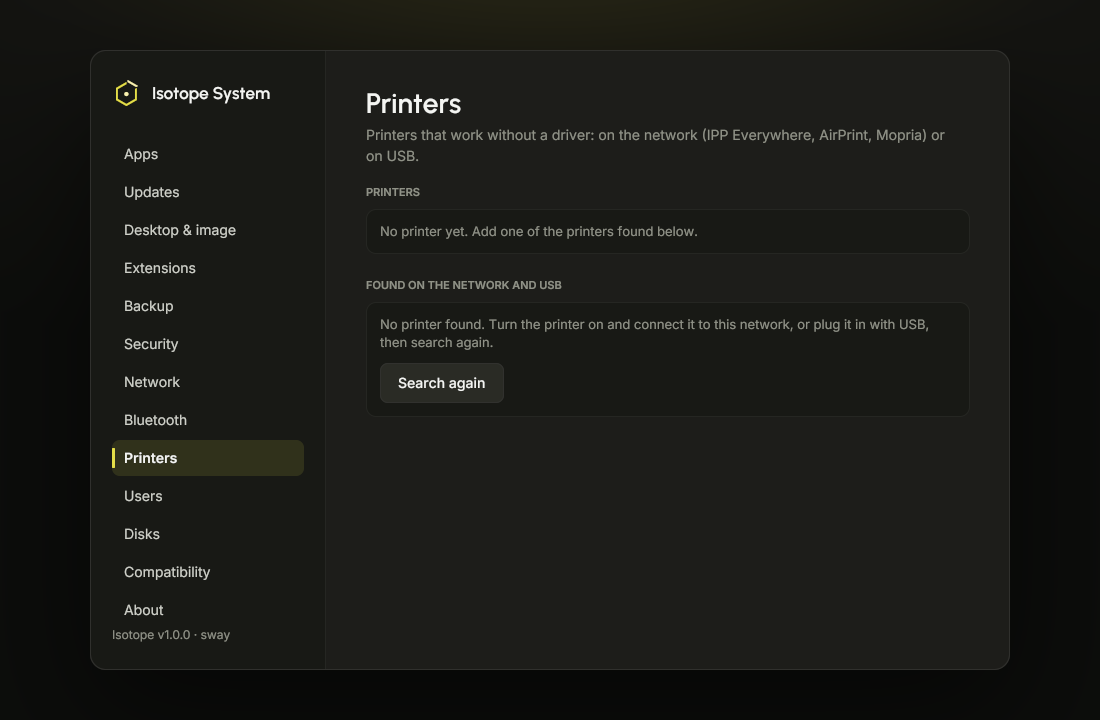 Isotope System
Apps
Updates
Desktop & image
Extensions
Backup
Security
Network
Bluetooth
Printers
Users
Disks
Compatibility
About
Isotope v1.0.0 · sway
Printers
Printers that work without a driver: on the network (IPP Everywhere, AirPrint, Mopria) or
on USB.
PRINTERS
No printer yet. Add one of the printers found below.
FOUND ON THE NETWORK AND USB
No printer found. Turn the printer on and connect it to this network, or plug it in with USB,
then search again.
Search again